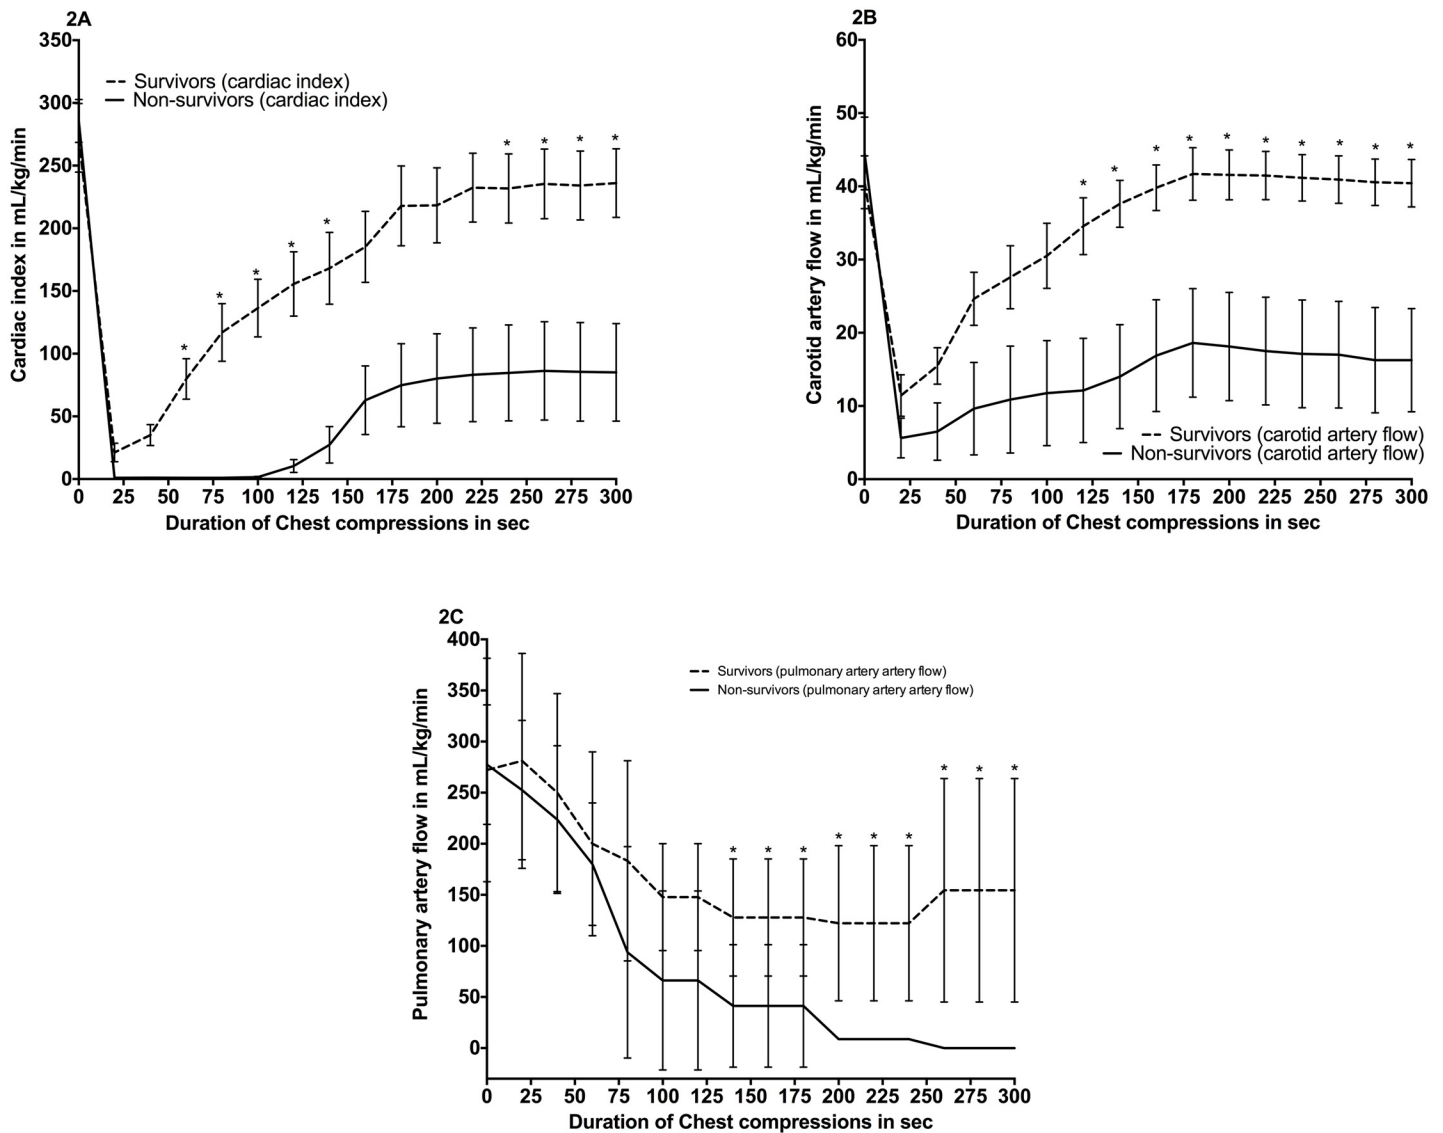 2A
350
300
250
200
150
100
50
0
Cardiac index in mL/kg/min
Survivors (cardiac index)
Non-survivors (cardiac index)
* * * * * * * * *
0 25 50 75 100 125 150 175 200 225 250 275 300
Duration of Chest compressions in sec
2B
60
50
40
30
20
10
0
Carotid artery flow in mL/kg/min
* * * * * * * * * *
Survivors (carotid artery flow)
Non-survivors (carotid artery flow)
0 25 50 75 100 125 150 175 200 225 250 275 300
Duration of Chest compressions in sec
2C
400
350
300
250
200
150
100
50
0
Pulmonary artery flow in mL/kg/min
Survivors (pulmonary artery artery flow)
Non-survivors (pulmonary artery artery flow)
* * * * * * * * *
0 25 50 75 100 125 150 175 200 225 250 275 300
Duration of Chest compressions in sec